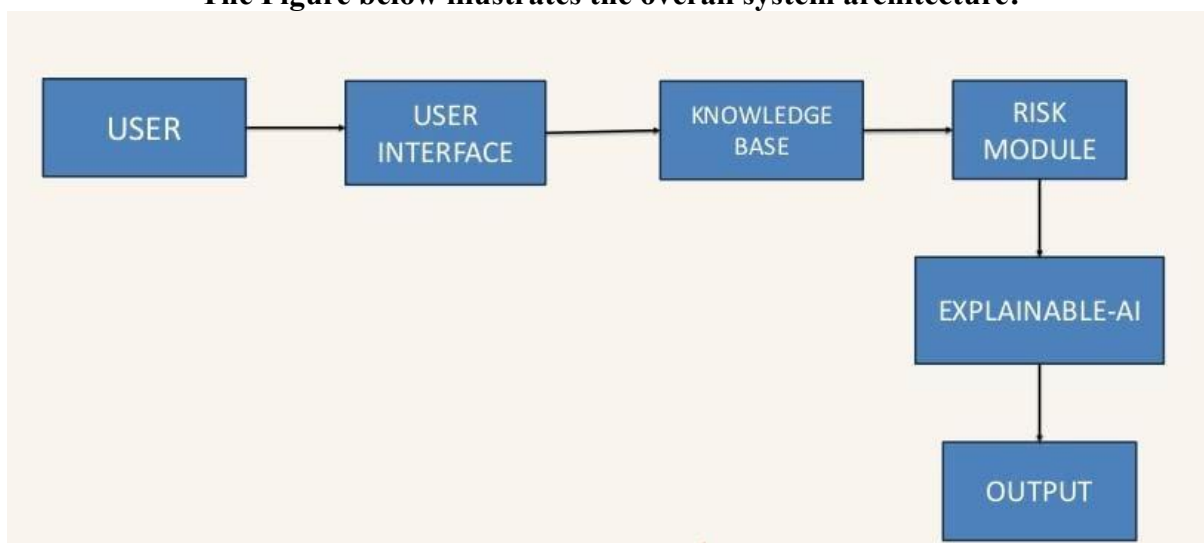 The Figure below illustrates the overall system architecture:
USER
USER
INTERFACE
KNOWLEDGE
BASE
RISK
MODULE
EXPLAINABLE-AI
OUTPUT